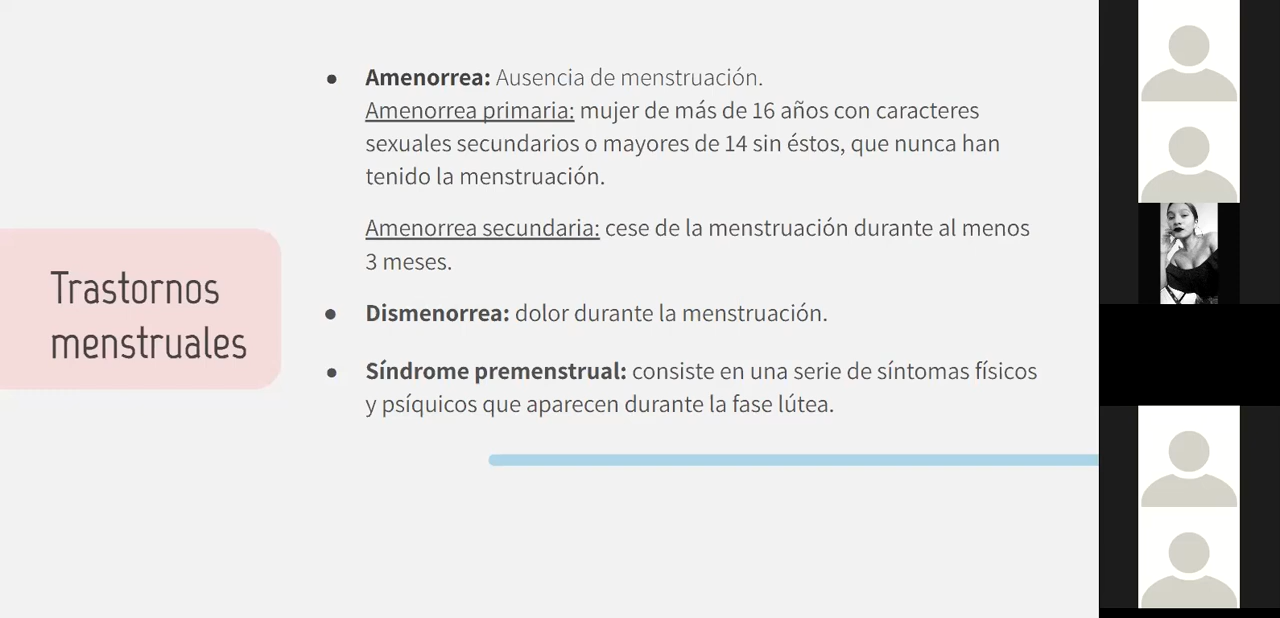 Trastornos
menstruales
● Amenorrea: Ausencia de menstruación.
Amenorrea primaria: mujer de más de 16 años con caracteres
sexuales secundarios o mayores de 14 sin éstos, que nunca han
tenido la menstruación.
Amenorrea secundaria: cese de la menstruación durante al menos
3 meses.
● Dismenorrea: dolor durante la menstruación.
● Síndrome premenstrual: consiste en una serie de síntomas físicos
y psíquicos que aparecen durante la fase lútea.